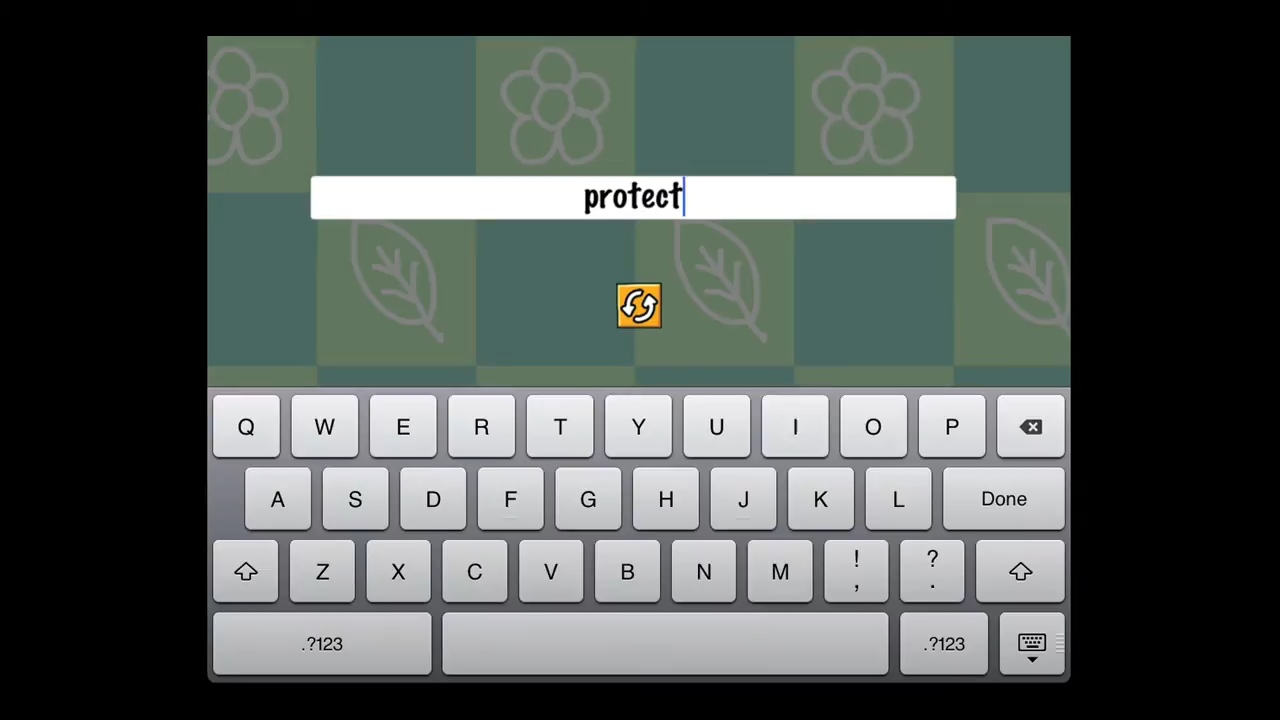 protect
Q W E R T Y U I O P
A S D F G H J K L Done
Z X C V B N M ! , ? .
.?123 .?123